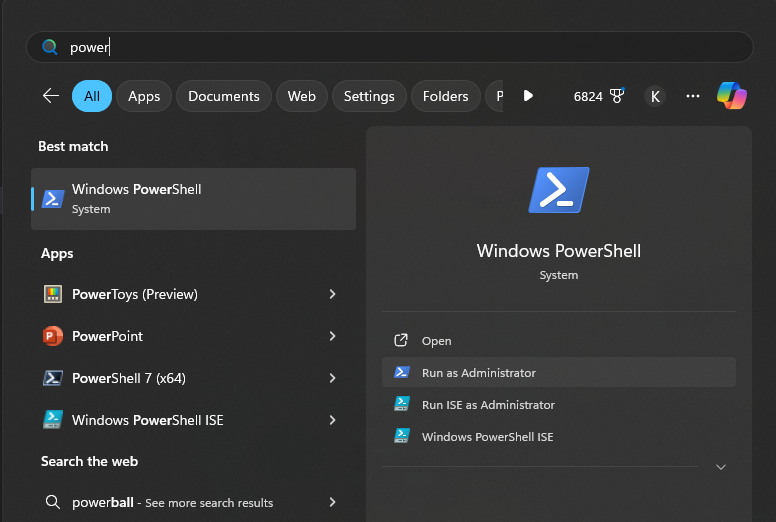 power
All
Apps
Documents
Web
Settings
Folders
P
6824
K
Best match
Windows PowerShell
System
Apps
PowerToys (Preview)
PowerPoint
PowerShell 7 (x64)
Windows PowerShell ISE
Search the web
powerball - See more search results
Windows PowerShell
System
Open
Run as Administrator
Run ISE as Administrator
Windows PowerShell ISE